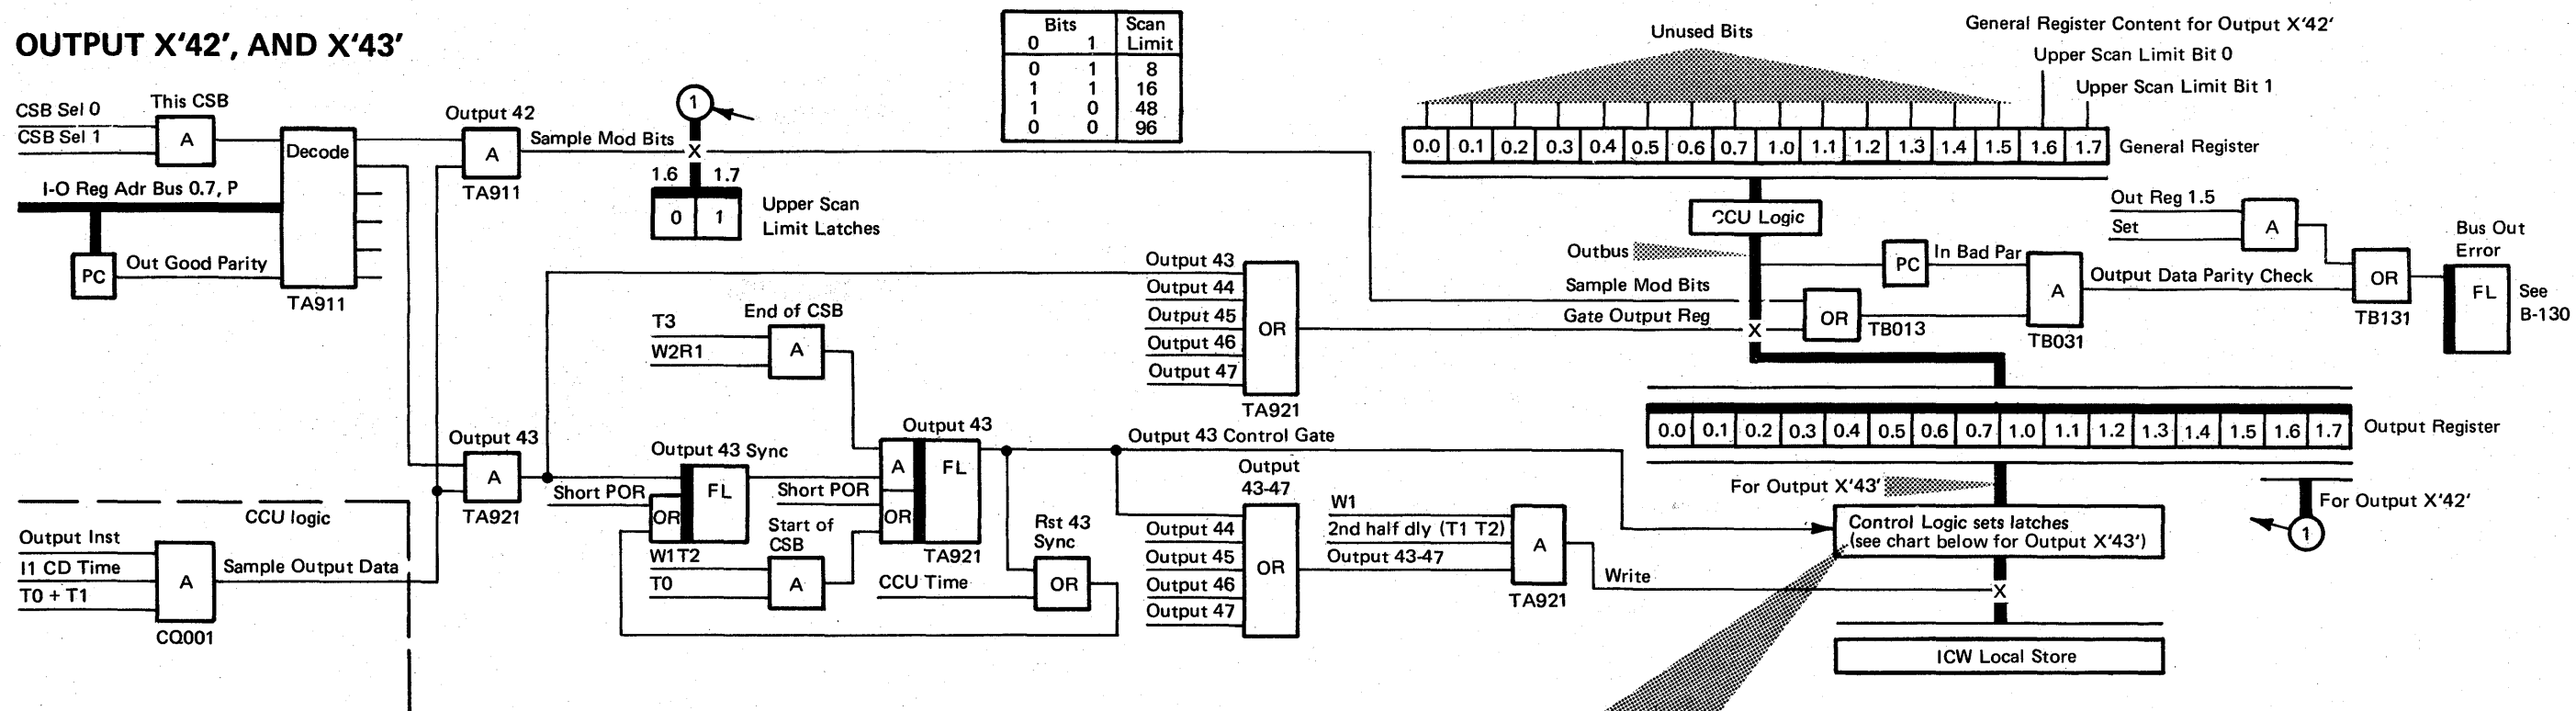 OUTPUT X'42', AND X'43'
Bits Scan
0 1 Limit
0 1 8
1 1 16
1 0 48
0 0 96
CSB Sel 0
CSB Sel 1
This CSB
A
I-O Reg Adr Bus 0.7, P
PC
Out Good Parity
Decode
TA911
Output 42
A
TA911
Sample Mod Bits
1
X
1.6 1.7
0 1
Upper Scan
Limit Latches
Unused Bits
General Register Content for Output X'42'
Upper Scan Limit Bit 0
Upper Scan Limit Bit 1
0.0 0.1 0.2 0.3 0.4 0.5 0.6 0.7 1.0 1.1 1.2 1.3 1.4 1.5 1.6 1.7
General Register
CCU Logic
Outbus
PC
In Bad Par
Sample Mod Bits
Gate Output Reg
X
OR
TB013
A
TB031
Out Reg 1.5
Set
A
Output Data Parity Check
OR
TB131
Bus Out
Error
FL
See
B-130
Output 43
Output 44
Output 45
Output 46
Output 47
OR
TA921
T3
W2R1
End of CSB
A
Output 43
A
TA921
Output 43 Sync
Short POR
OR
FL
W1T2
T0
Start of
CSB
A
Short POR
Output 43
A
OR
FL
TA921
CCU Time
Rst 43
Sync
OR
Output 43 Control Gate
Output
43-47
Output 44
Output 45
Output 46
Output 47
OR
W1
2nd half dly (T1 T2)
Output 43-47
A
TA921
Write
0.0 0.1 0.2 0.3 0.4 0.5 0.6 0.7 1.0 1.1 1.2 1.3 1.4 1.5 1.6 1.7
Output Register
For Output X'43'
For Output X'42'
1
Control Logic sets latches
(see chart below for Output X'43')
X
ICW Local Store
CCU logic
Output Inst
I1 CD Time
T0 + T1
A
CQ001
Sample Output Data